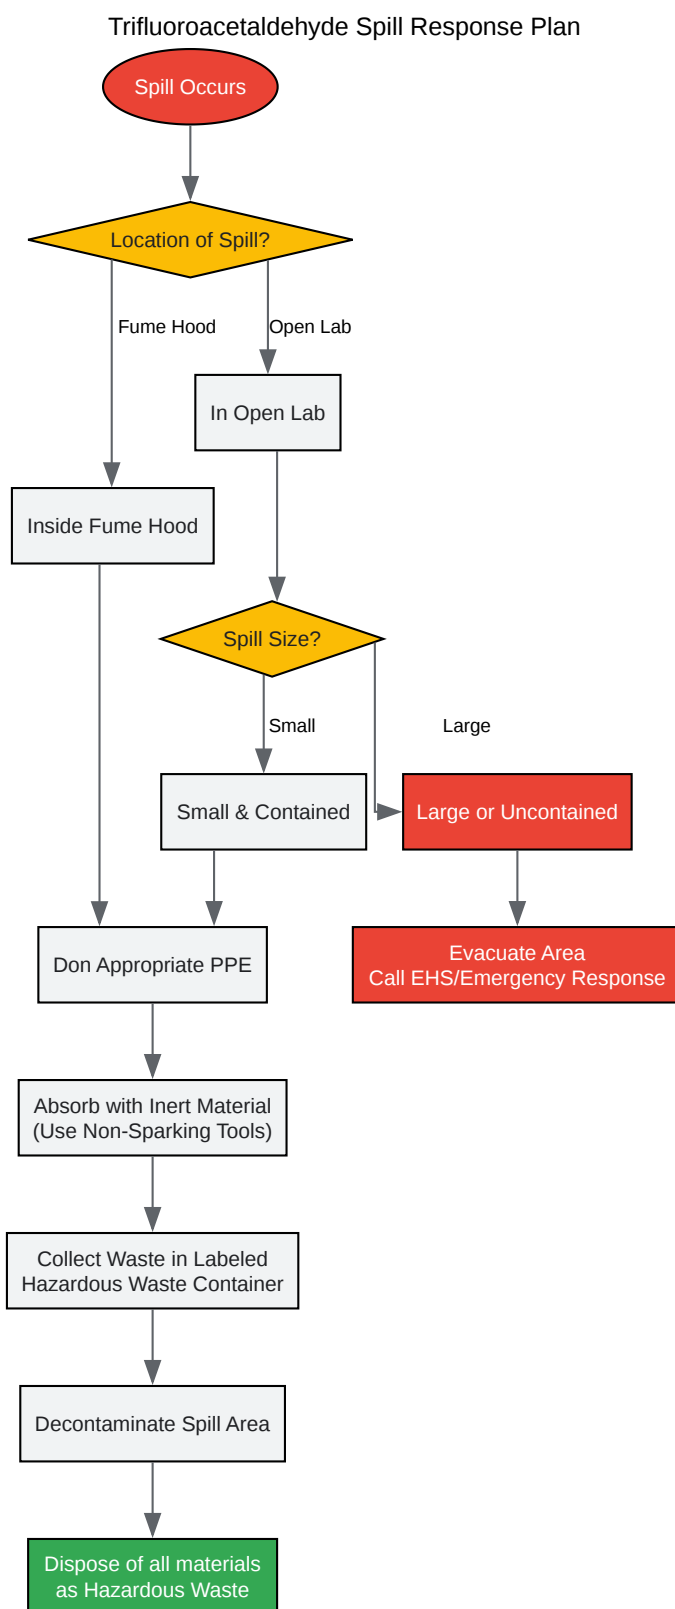 Trifluoroacetaldehyde Spill Response Plan
Spill Occurs
Location of Spill?
Fume Hood
Open Lab
In Open Lab
Inside Fume Hood
Spill Size?
Small
Large
Small & Contained
Large or Uncontained
Don Appropriate PPE
Evacuate Area
Call EHS/Emergency Response
Absorb with Inert Material
(Use Non-Sparking Tools)
Collect Waste in Labeled
Hazardous Waste Container
Decontaminate Spill Area
Dispose of all materials
as Hazardous Waste